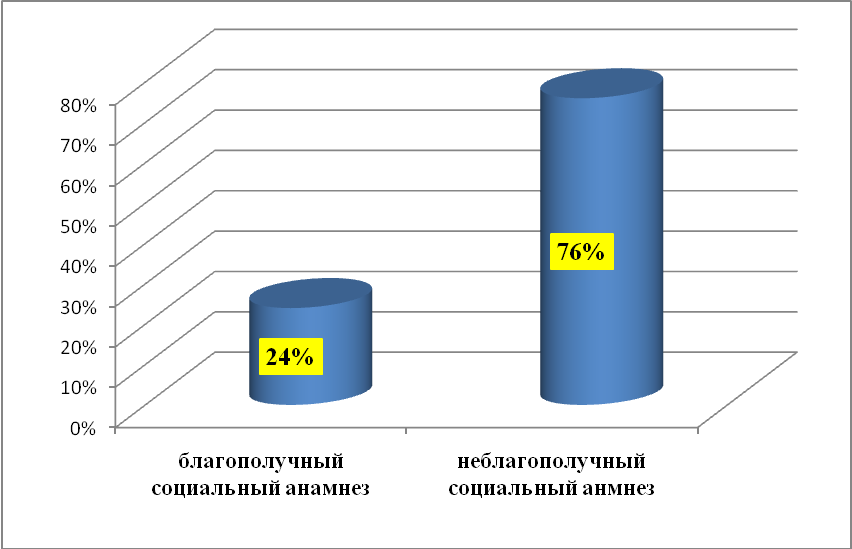 80%
70%
60%
50%
40%
30%
20%
10%
0%
76%
24%
благополучный
социальный анамнез
неблагополучный
социальный анмнез